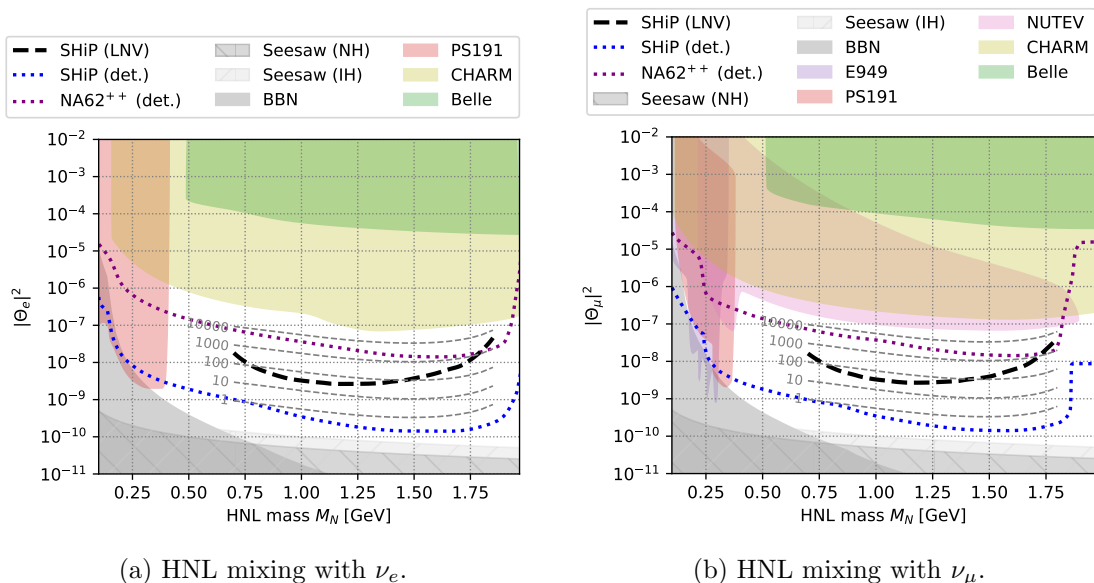 SHiP (LNV)
SHiP (det.)
NA62++ (det.)
Seesaw (NH)
Seesaw (IH)
BBN
PS191
CHARM
Belle
10−2
10−3
10−4
10−5
10−6
10−7
10−8
10−9
10−10
10−11
|Θe|2
10000
1000
100
10
1
0.25 0.50 0.75 1.00 1.25 1.50 1.75
HNL mass MN [GeV]
(a) HNL mixing with νe.
SHiP (LNV)
SHiP (det.)
NA62++ (det.)
Seesaw (NH)
Seesaw (IH)
BBN
E949
PS191
NUTEV
CHARM
Belle
10−2
10−3
10−4
10−5
10−6
10−7
10−8
10−9
10−10
10−11
|Θμ|2
10000
1000
100
10
1
0.25 0.50 0.75 1.00 1.25 1.50 1.75
HNL mass MN [GeV]
(b) HNL mixing with νμ.